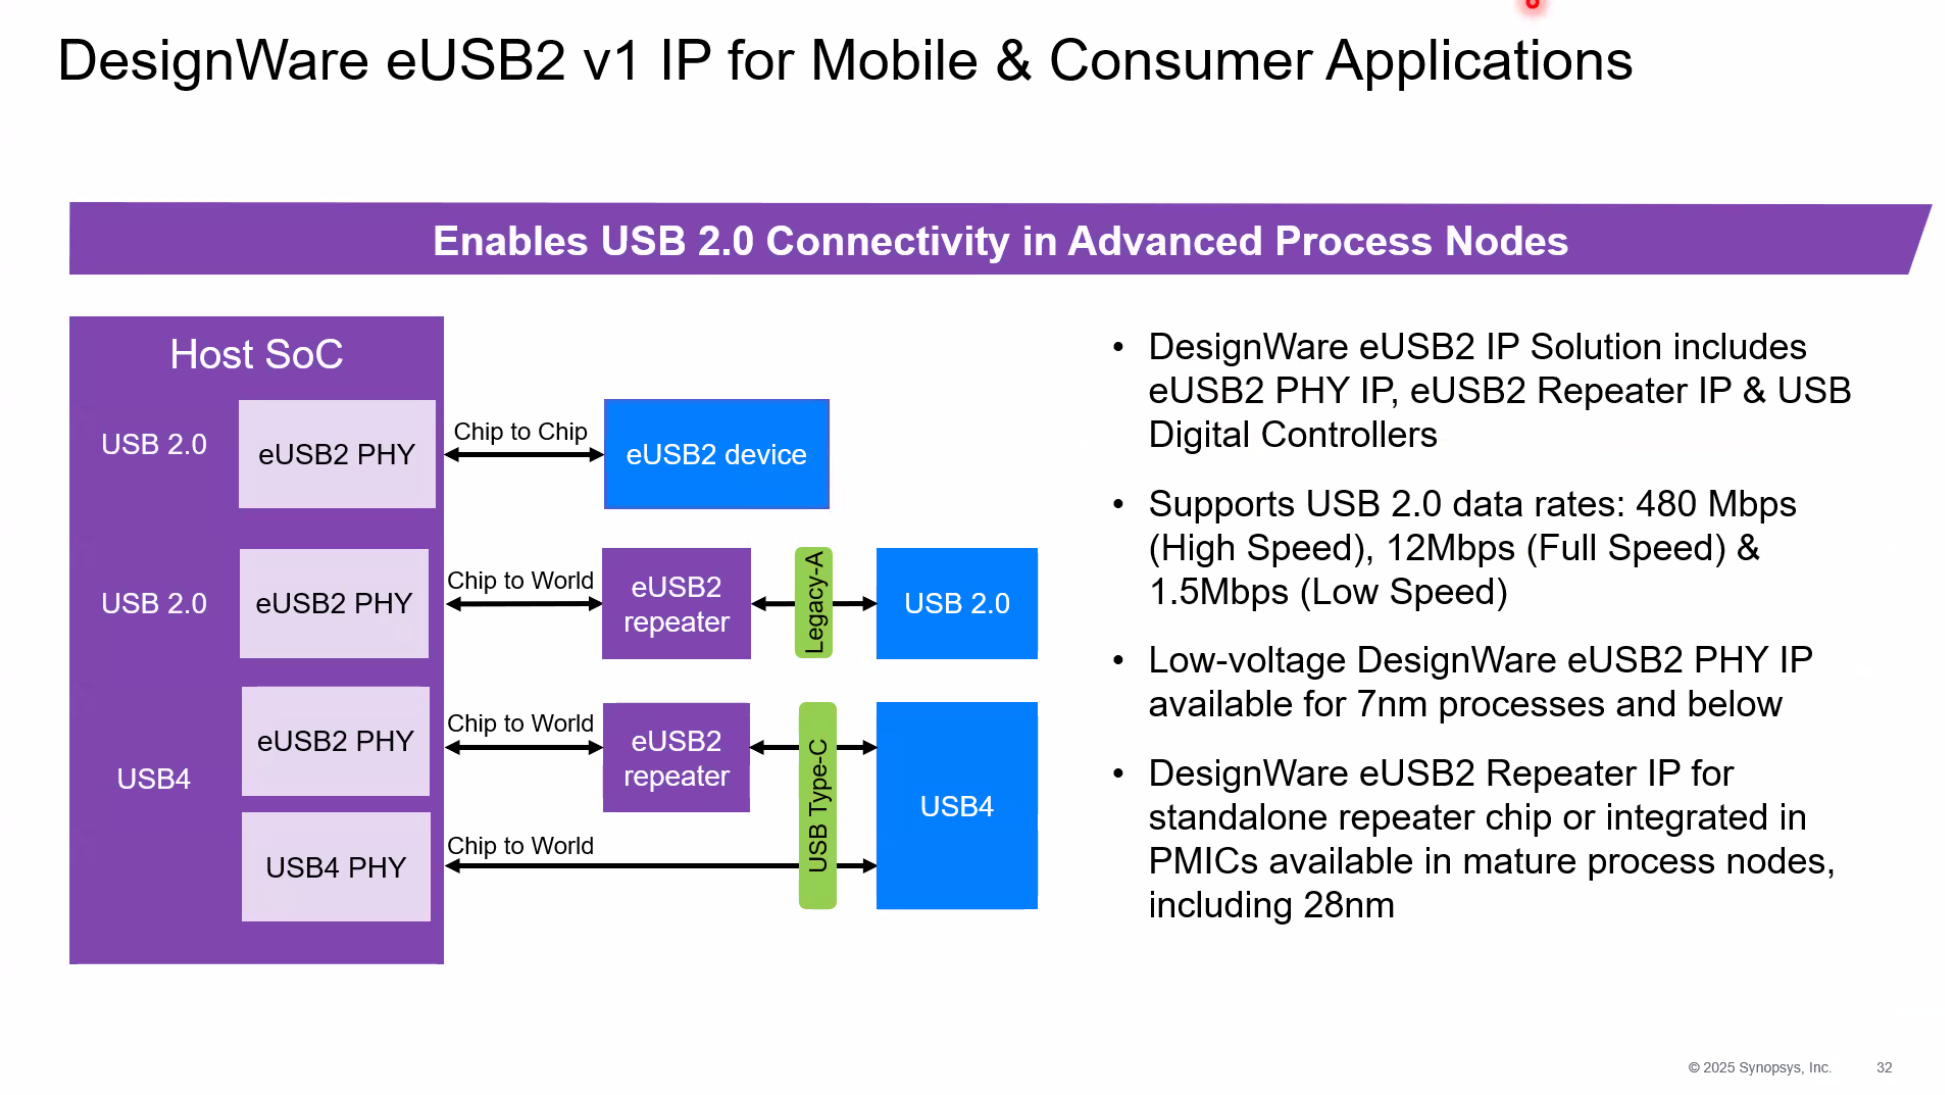 DesignWare eUSB2 v1 IP for Mobile & Consumer Applications
Enables USB 2.0 Connectivity in Advanced Process Nodes
Host SoC
USB 2.0
eUSB2 PHY
Chip to Chip
eUSB2 device
USB 2.0
eUSB2 PHY
Chip to World
eUSB2
repeater
Legacy-A
USB 2.0
USB4
eUSB2 PHY
Chip to World
eUSB2
repeater
USB Type-C
USB4
USB4 PHY
Chip to World
• DesignWare eUSB2 IP Solution includes
eUSB2 PHY IP, eUSB2 Repeater IP & USB
Digital Controllers
• Supports USB 2.0 data rates: 480 Mbps
(High Speed), 12Mbps (Full Speed) &
1.5Mbps (Low Speed)
• Low-voltage DesignWare eUSB2 PHY IP
available for 7nm processes and below
• DesignWare eUSB2 Repeater IP for
standalone repeater chip or integrated in
PMICs available in mature process nodes,
including 28nm
© 2025 Synopsys, Inc.
32